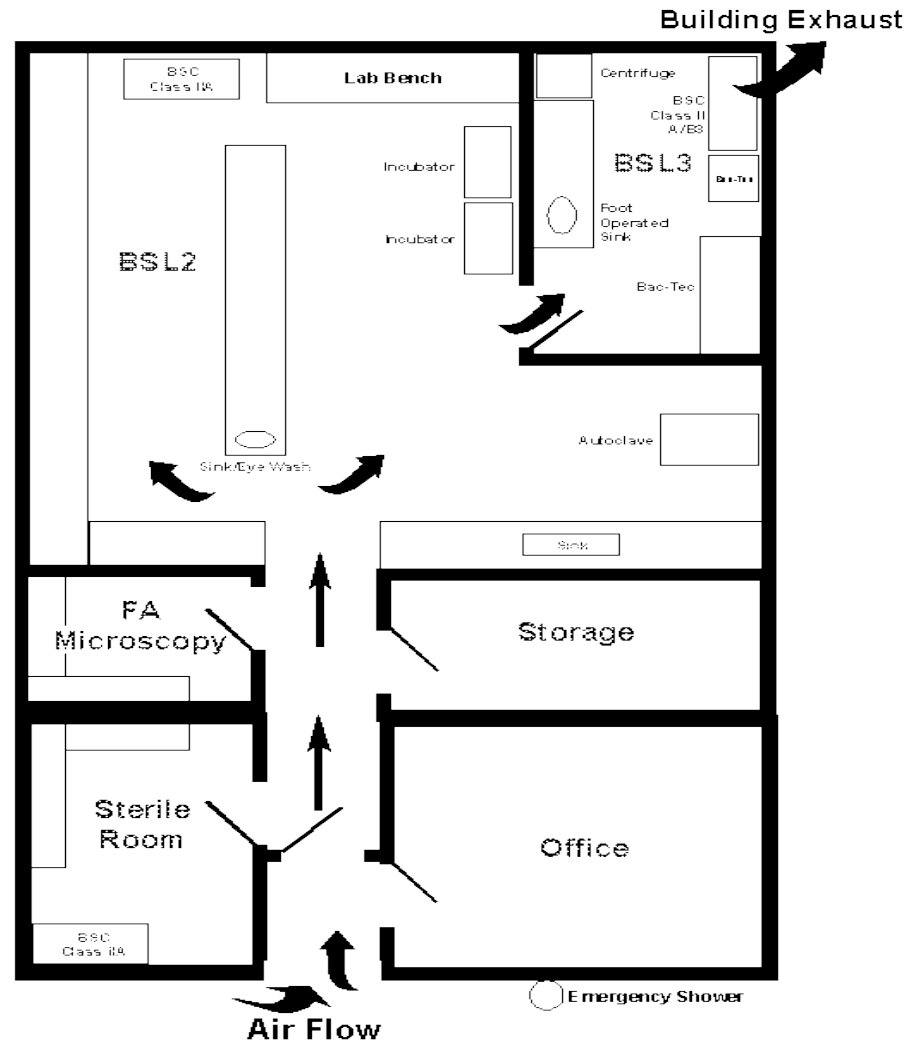 Building Exhaust
BSC
Class IIA
Lab Bench
Centrifuge
BSC
Class II
A/B3
BSL3
Bac-Tec
Incubator
Foot
Operated
Sink
Incubator
BSL2
Bac-Tec
Autoclave
Sink/Eye Wash
Sink
FA
Microscopy
Storage
Sterile
Room
Office
BSC
Class IIA
Emergency Shower
Air Flow